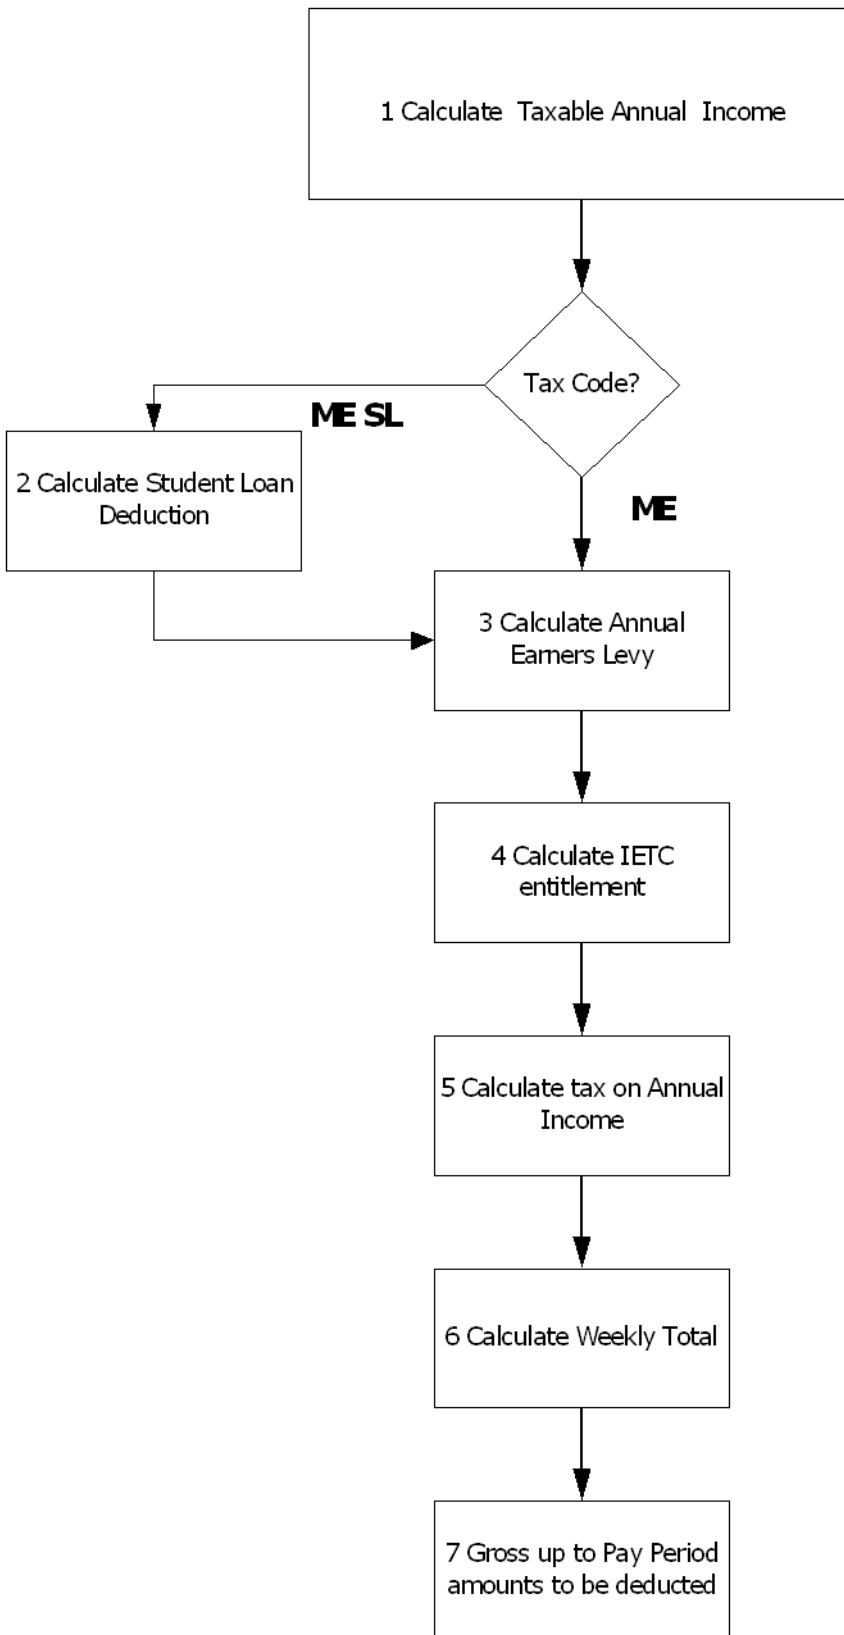 1 Calculate  Taxable Annual  Income
Tax Code?
ME SL
2 Calculate Student Loan
Deduction
ME
3 Calculate Annual
Earners Levy
4 Calculate IETC
entitlement
5 Calculate tax on Annual
Income
6 Calculate Weekly Total
7 Gross up to Pay Period
amounts to be deducted